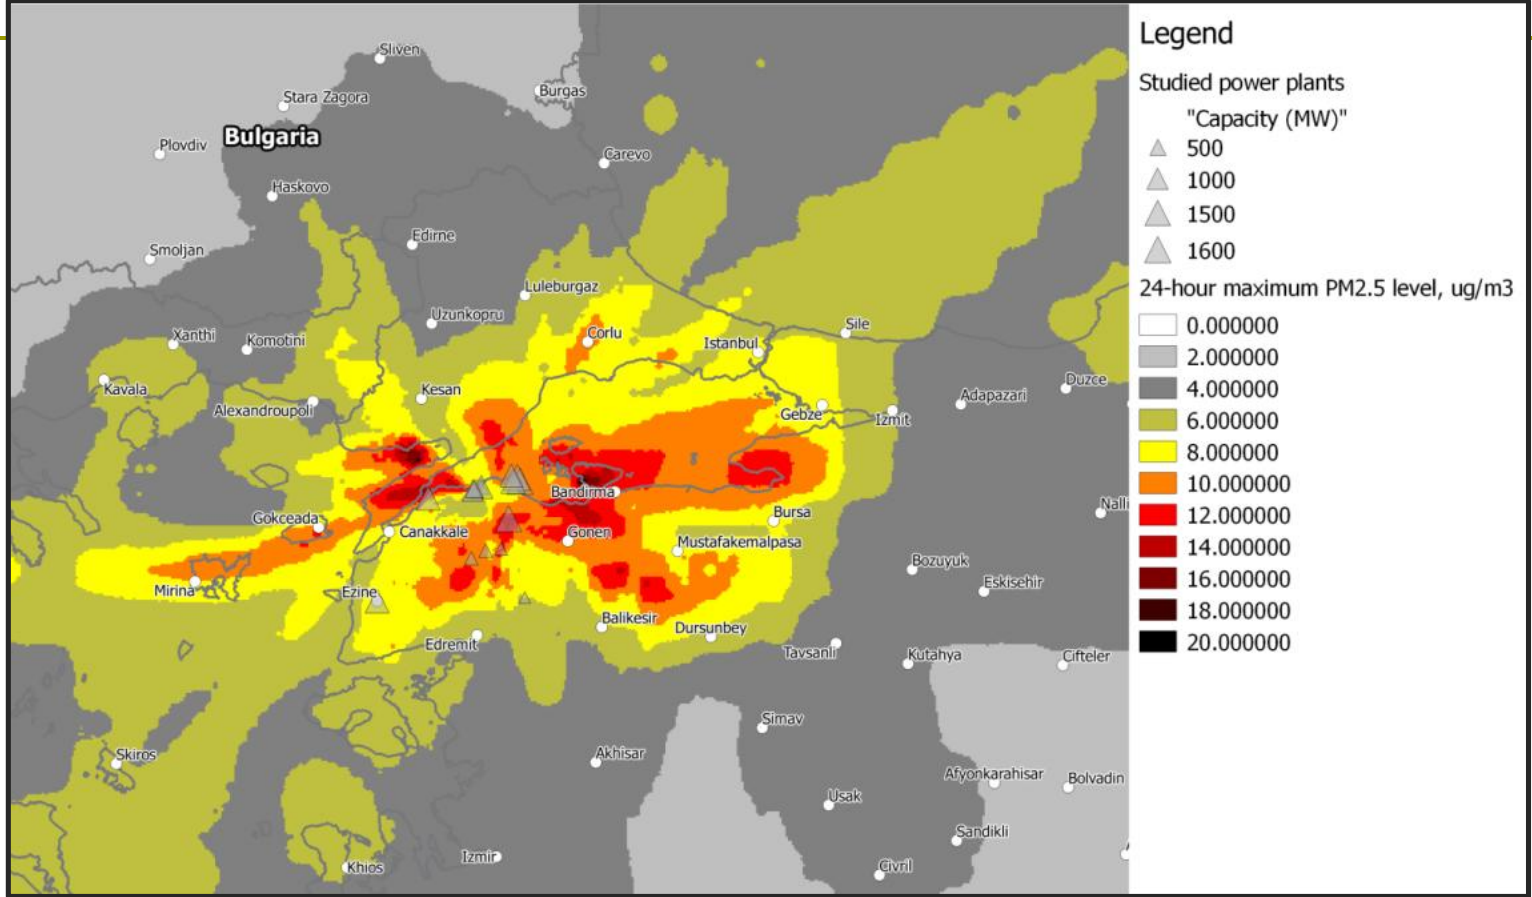 Sliven
Burgas
Stara Zagora
Bulgaria
Plovdiv
Carevo
Haskovo
Edirne
Smoljan
Luleburgaz
Uzunkopru
Sile
Xanthi
Corlu
Komotini
Istanbul
Duzce
Kavala
Kesan
Adapazari
Alexandroupoli
Gebze
Izmit
Bandirma
Nalli
Gokceada
Bursa
Canakkale
Gonen
Mustafakemalpasa
Bozuyuk
Mirina
Ezine
Eskisehir
Balikesir
Dursunbey
Edremit
Tavsanli
Kutahya
Cifteler
Simav
Skiros
Akhisar
Afyonkarahisar
Bolvadin
Usak
Sandikli
Izmir
Khios
Civril
Legend
Studied power plants
"Capacity (MW)"
500
1000
1500
1600
24-hour maximum PM2.5 level, ug/m3
0.000000
2.000000
4.000000
6.000000
8.000000
10.000000
12.000000
14.000000
16.000000
18.000000
20.000000